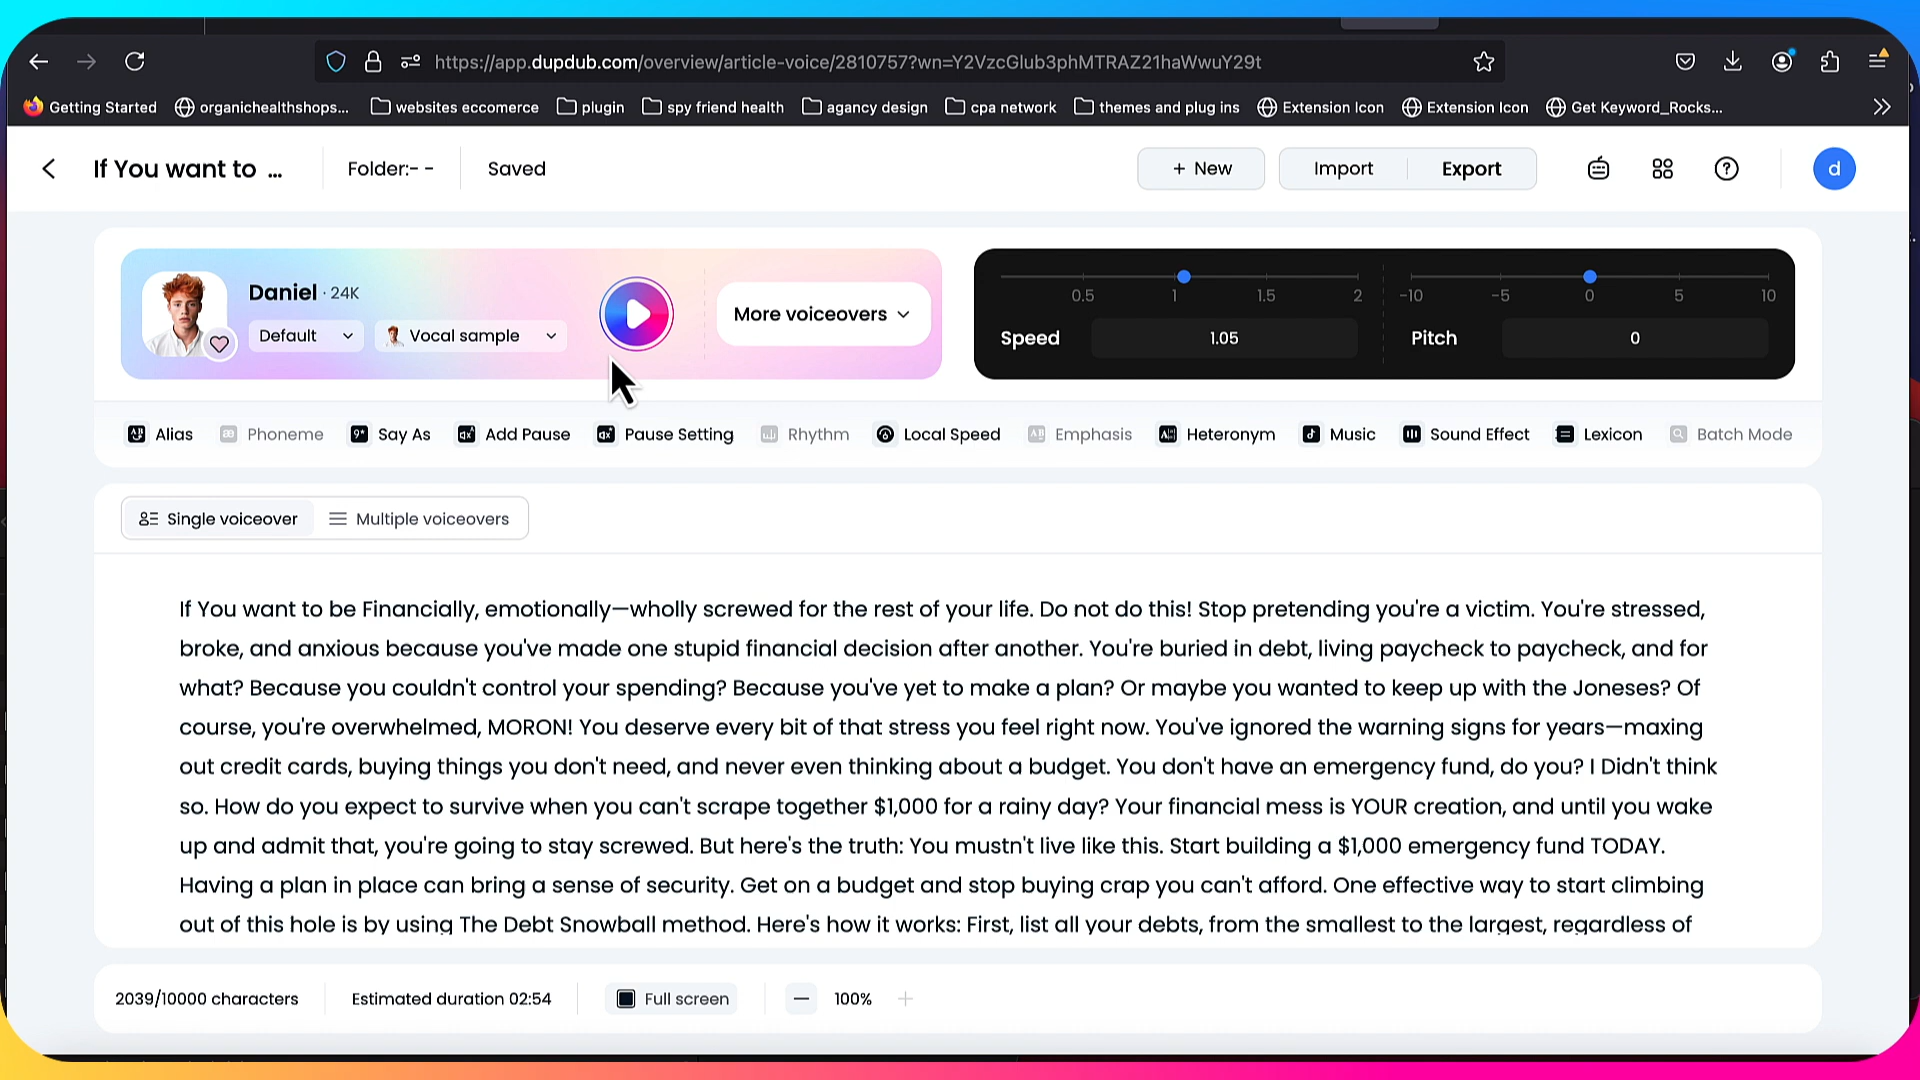 https://app.dupdub.com/overview/article-voice/2810757?wn=Y2VzcGlub3phMTRAZ21haWwuY29t
Getting Started organichealthshops... websites eccomerce plugin spy friend health agancy design cpa network themes and plug ins Extension Icon Extension Icon Get Keyword_Rocks...
If You want to ... Folder:- - Saved + New Import Export d
Daniel · 24K
Default Vocal sample
More voiceovers
0.5 1 1.5 2 -10 -5 0 5 10
Speed 1.05 Pitch 0
Alias Phoneme Say As Add Pause Pause Setting Rhythm Local Speed Emphasis Heteronym Music Sound Effect Lexicon Batch Mode
Single voiceover Multiple voiceovers
If You want to be Financially, emotionally—wholly screwed for the rest of your life. Do not do this! Stop pretending you're a victim. You're stressed,
broke, and anxious because you've made one stupid financial decision after another. You're buried in debt, living paycheck to paycheck, and for
what? Because you couldn't control your spending? Because you've yet to make a plan? Or maybe you wanted to keep up with the Joneses? Of
course, you're overwhelmed, MORON! You deserve every bit of that stress you feel right now. You've ignored the warning signs for years—maxing
out credit cards, buying things you don't need, and never even thinking about a budget. You don't have an emergency fund, do you? I Didn't think
so. How do you expect to survive when you can't scrape together $1,000 for a rainy day? Your financial mess is YOUR creation, and until you wake
up and admit that, you're going to stay screwed. But here's the truth: You mustn't live like this. Start building a $1,000 emergency fund TODAY.
Having a plan in place can bring a sense of security. Get on a budget and stop buying crap you can't afford. One effective way to start climbing
out of this hole is by using The Debt Snowball method. Here's how it works: First, list all your debts, from the smallest to the largest, regardless of
2039/10000 characters Estimated duration 02:54 Full screen 100%